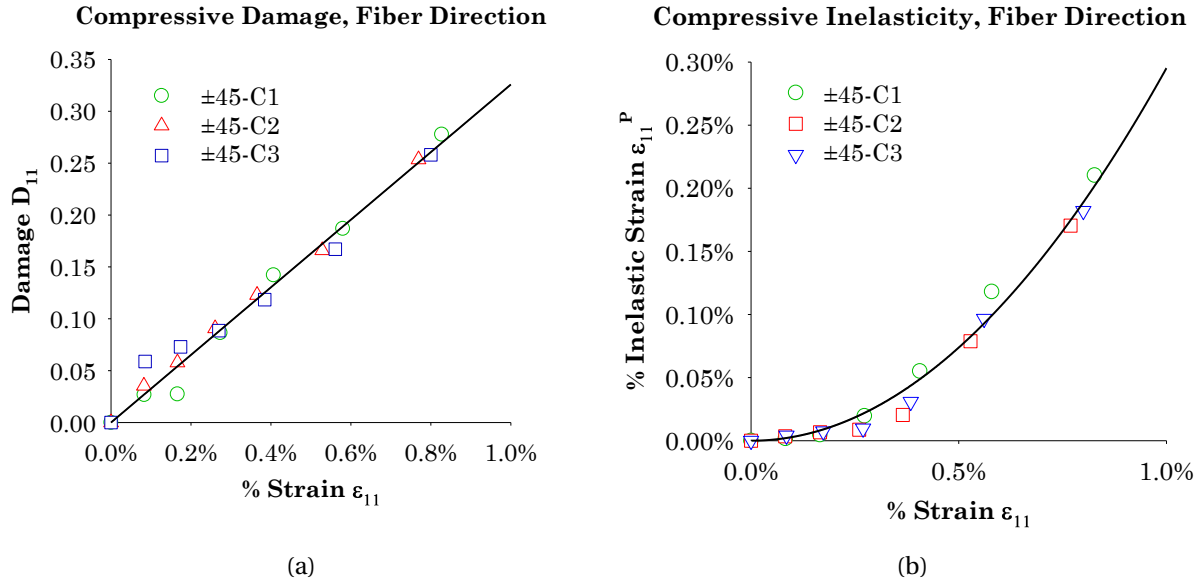 Compressive Damage, Fiber Direction
0.35
0.30
0.25
0.20
0.15
0.10
0.05
0.00
Damage D11
±45-C1
±45-C2
±45-C3
0.0%
0.2%
0.4%
0.6%
0.8%
1.0%
% Strain ε11
(a)
Compressive Inelasticity, Fiber Direction
0.30%
0.25%
0.20%
0.15%
0.10%
0.05%
0.00%
% Inelastic Strain ε11P
±45-C1
±45-C2
±45-C3
0.0%
0.5%
1.0%
% Strain ε11
(b)